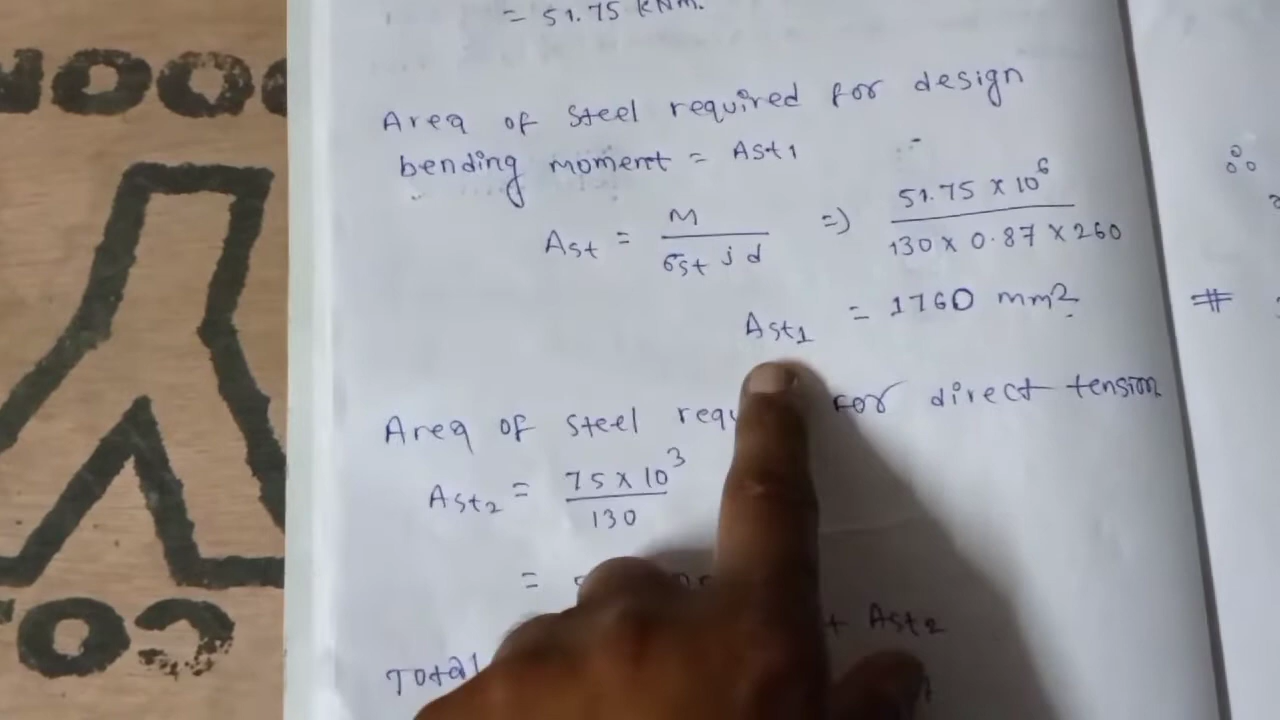 = 51.75 kNm.
Area of steel required for design
bending moment = Ast1
Ast = M / σst j d => 51.75 × 10^6 / 130 × 0.87 × 260
Ast1 = 1760 mm2
#
Area of steel requ for direct tension
Ast2 = 75 × 10^3 / 130
=
Total + Ast2
CO